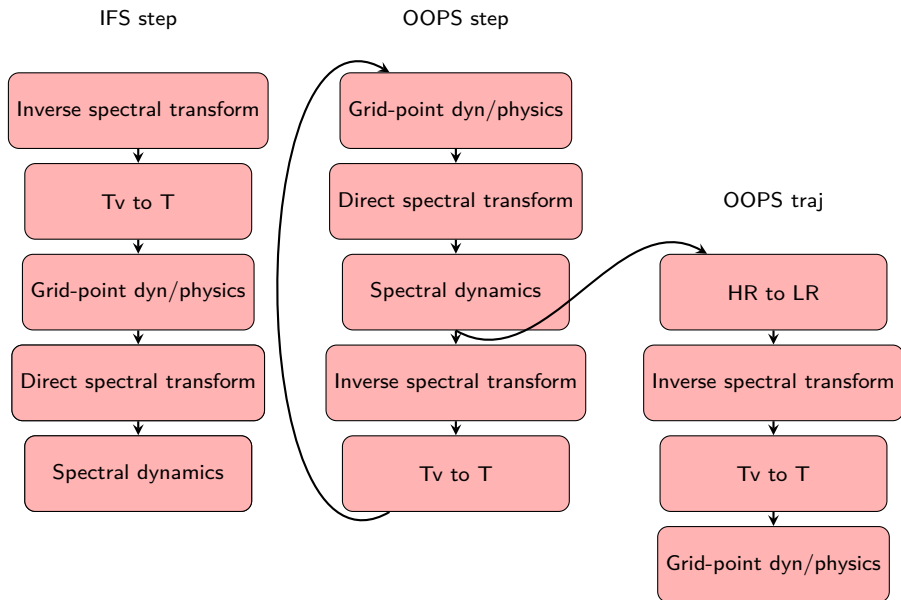 IFS step
Inverse spectral transform
Tv to T
Grid-point dyn/physics
Direct spectral transform
Spectral dynamics
OOPS step
Grid-point dyn/physics
Direct spectral transform
Spectral dynamics
Inverse spectral transform
Tv to T
OOPS traj
HR to LR
Inverse spectral transform
Tv to T
Grid-point dyn/physics